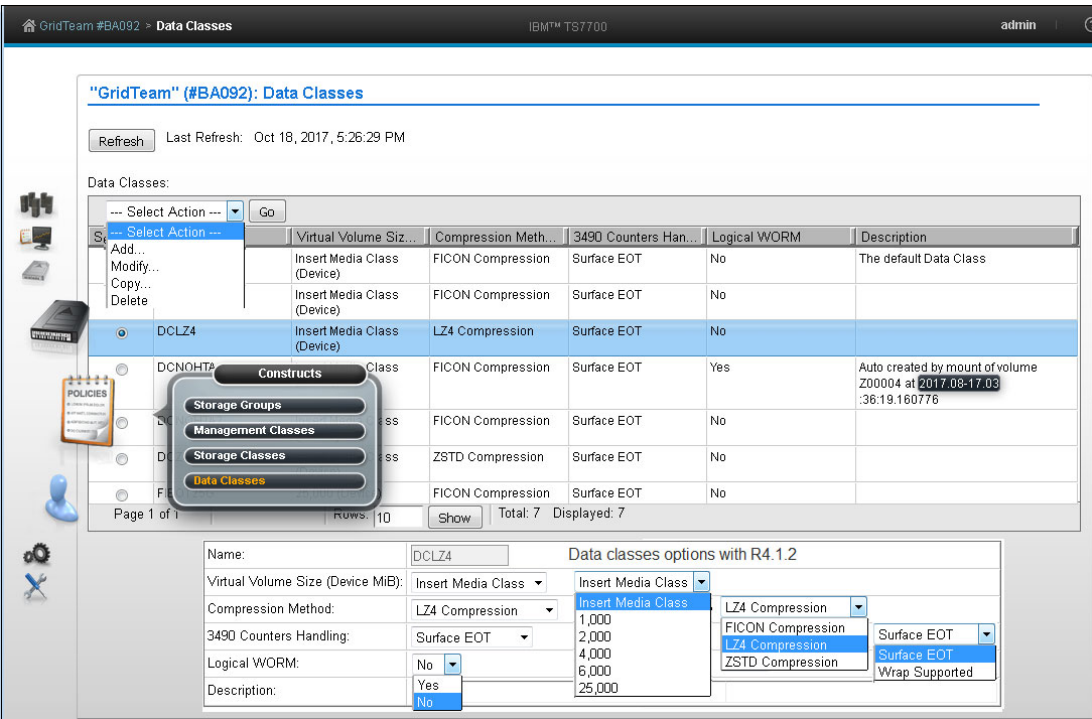 GridTeam #BA092 > Data Classes IBM™ TS7700 admin
"GridTeam" (#BA092): Data Classes
Refresh Last Refresh: Oct 18, 2017, 5:26:29 PM
Data Classes:
--- Select Action --- Go
--- Select Action --- Virtual Volume Siz... Compression Meth... 3490 Counters Han... Logical WORM Description
Add...
Modify...
Copy...
Delete
Insert Media Class (Device) FICON Compression Surface EOT No The default Data Class
Insert Media Class (Device) FICON Compression Surface EOT No
DCLZ4 Insert Media Class (Device) LZ4 Compression Surface EOT No
DCNOHTA Class FICON Compression Surface EOT Yes Auto created by mount of volume
Z00004 at 2017.08-17.03
:36:19.160776
FICON Compression Surface EOT No
ZSTD Compression Surface EOT No
FICON Compression Surface EOT No
POLICIES
Constructs
Storage Groups
Management Classes
Storage Classes
Data Classes
Page 1 of 1 Rows: 10 Show Total: 7 Displayed: 7
Name: DCLZ4 Data classes options with R4.1.2
Virtual Volume Size (Device MiB): Insert Media Class Insert Media Class
Insert Media Class
1,000
2,000
4,000
6,000
25,000
Compression Method: LZ4 Compression LZ4 Compression
FICON Compression
LZ4 Compression
ZSTD Compression
3490 Counters Handling: Surface EOT Surface EOT
Surface EOT
Wrap Supported
Logical WORM: No
Yes
No
Description: